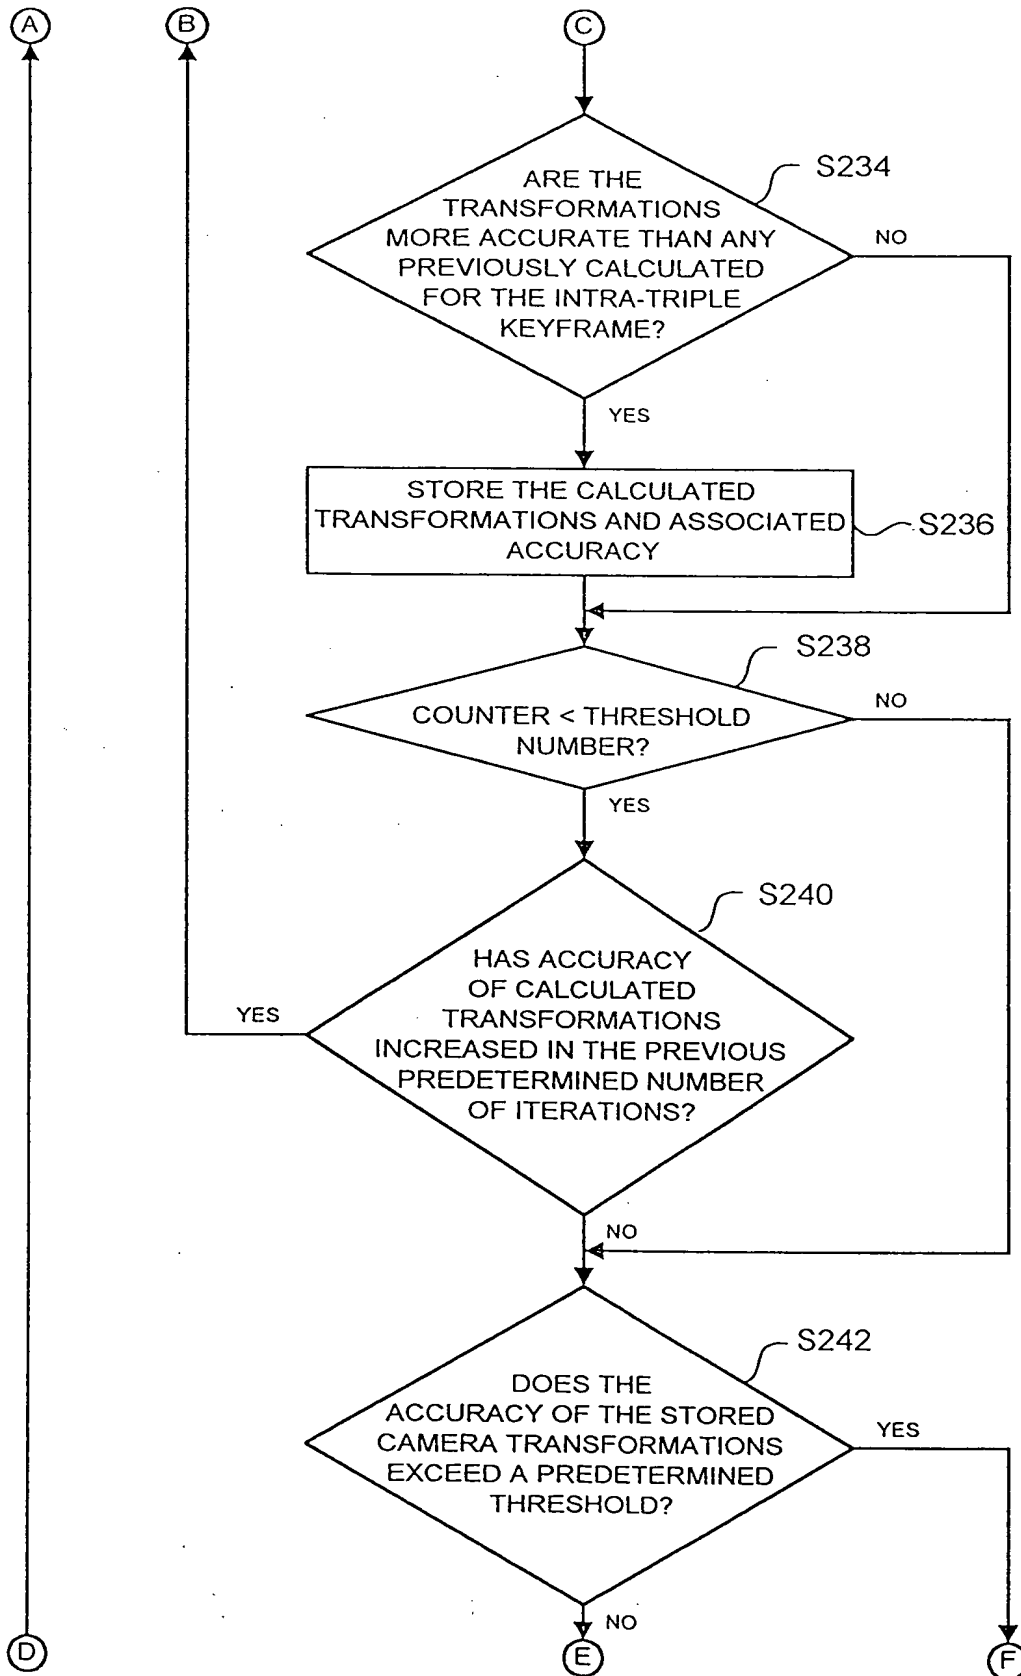 A
B
C
S234
ARE THE
TRANSFORMATIONS
MORE ACCURATE THAN ANY
PREVIOUSLY CALCULATED
FOR THE INTRA-TRIPLE
KEYFRAME?
NO
YES
STORE THE CALCULATED
TRANSFORMATIONS AND ASSOCIATED
ACCURACY
S236
S238
COUNTER < THRESHOLD
NUMBER?
NO
YES
S240
HAS ACCURACY
OF CALCULATED
TRANSFORMATIONS
INCREASED IN THE PREVIOUS
PREDETERMINED NUMBER
OF ITERATIONS?
YES
NO
S242
DOES THE
ACCURACY OF THE STORED
CAMERA TRANSFORMATIONS
EXCEED A PREDETERMINED
THRESHOLD?
YES
NO
D
E
F